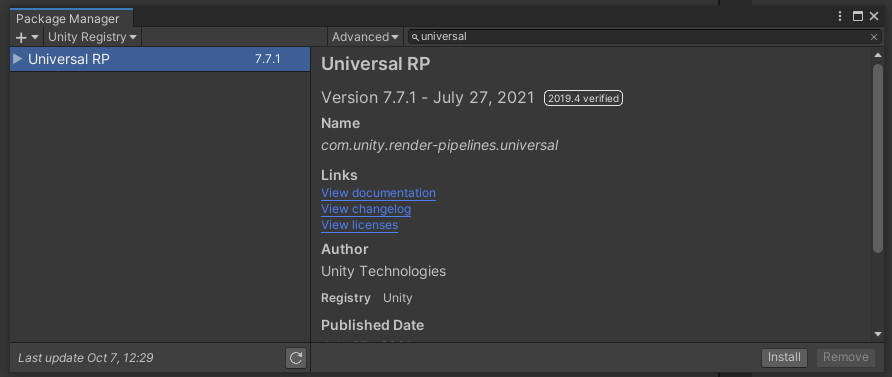 Package Manager
+ Unity Registry Advanced universal
Universal RP 7.7.1
Universal RP
Version 7.7.1 - July 27, 2021 2019.4 verified
Name
com.unity.render-pipelines.universal
Links
View documentation
View changelog
View licenses
Author
Unity Technologies
Registry Unity
Published Date
Last update Oct 7, 12:29
Install Remove